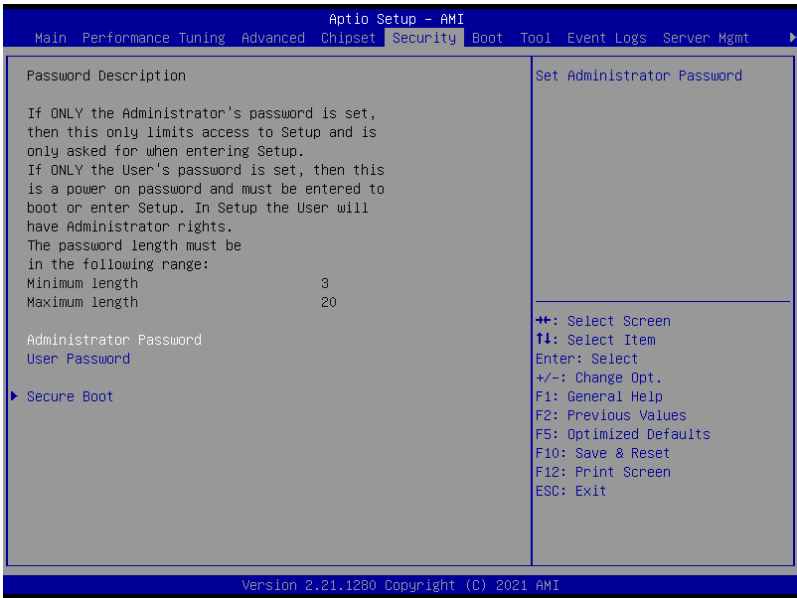 Aptio Setup – AMI
Main Performance Tuning Advanced Chipset Security Boot Tool Event Logs Server Mgmt
Password Description
If ONLY the Administrator's password is set,
then this only limits access to Setup and is
only asked for when entering Setup.
If ONLY the User's password is set, then this
is a power on password and must be entered to
boot or enter Setup. In Setup the User will
have Administrator rights.
The password length must be
in the following range:
Minimum length 3
Maximum length 20
Administrator Password
User Password
Secure Boot
Set Administrator Password
→←: Select Screen
↑↓: Select Item
Enter: Select
+/-: Change Opt.
F1: General Help
F2: Previous Values
F5: Optimized Defaults
F10: Save & Reset
F12: Print Screen
ESC: Exit
Version 2.21.1280 Copyright (C) 2021 AMI